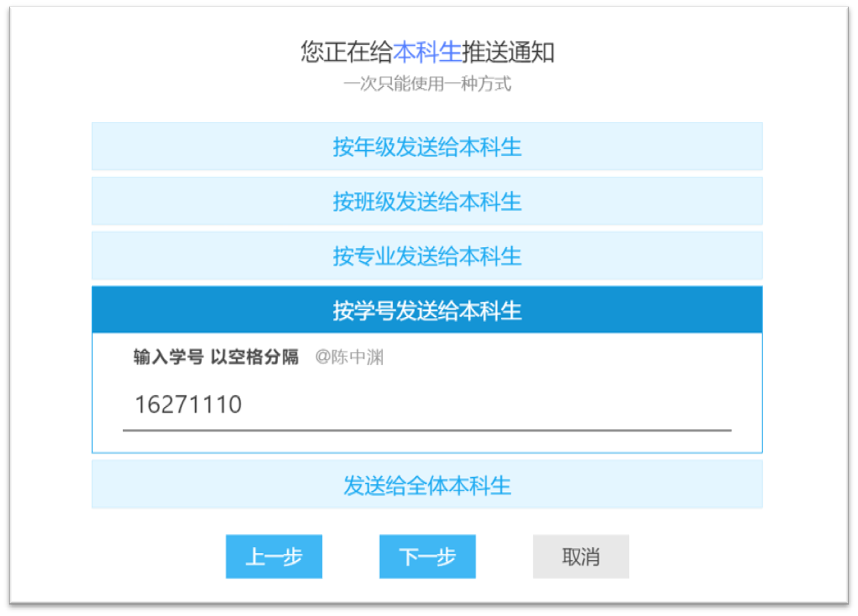 您正在给本科生推送通知
一次只能使用一种方式
按年级发送给本科生
按班级发送给本科生
按专业发送给本科生
按学号发送给本科生
输入学号 以空格分隔 @陈中渊
16271110
发送给全体本科生
上一步 下一步 取消